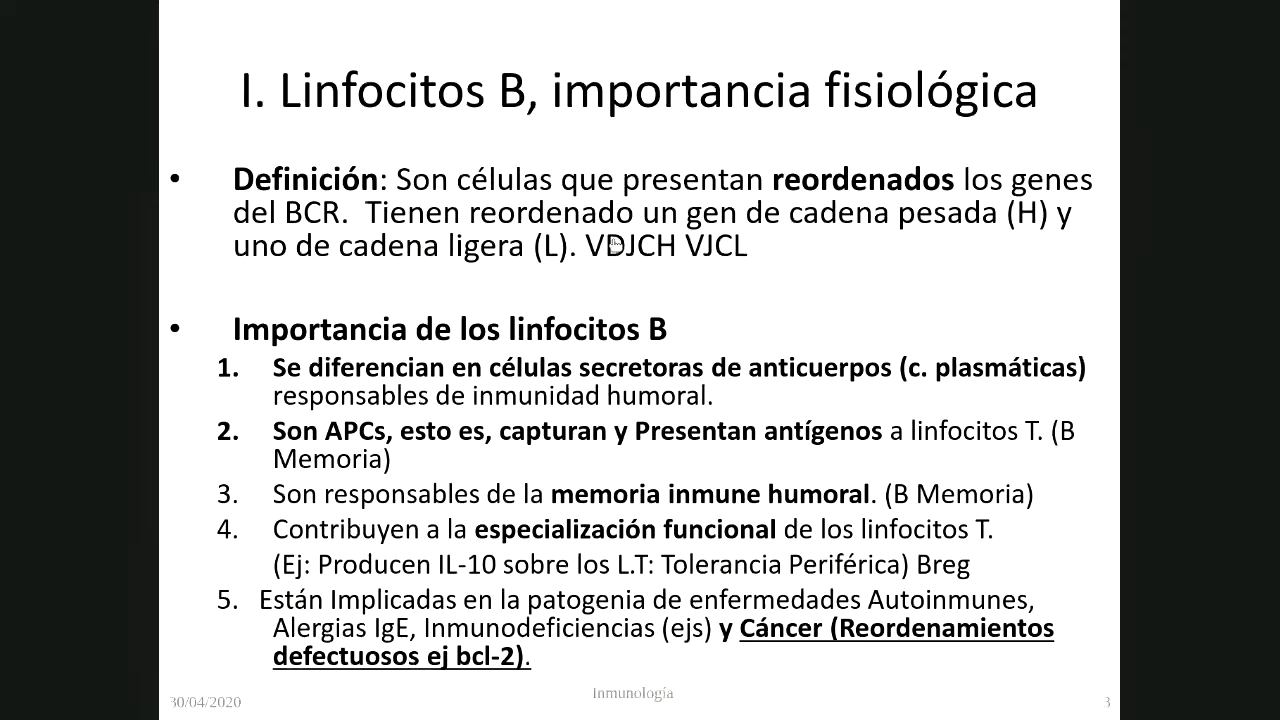 I. Linfocitos B, importancia fisiológica
• Definición: Son células que presentan reordenados los genes
del BCR. Tienen reordenado un gen de cadena pesada (H) y
uno de cadena ligera (L). VDJCH VJCL
• Importancia de los linfocitos B
1. Se diferencian en células secretoras de anticuerpos (c. plasmáticas)
responsables de inmunidad humoral.
2. Son APCs, esto es, capturan y Presentan antígenos a linfocitos T. (B
Memoria)
3. Son responsables de la memoria inmune humoral. (B Memoria)
4. Contribuyen a la especialización funcional de los linfocitos T.
(Ej: Producen IL-10 sobre los L.T: Tolerancia Periférica) Breg
5. Están Implicadas en la patogenia de enfermedades Autoinmunes,
Alergias IgE, Inmunodeficiencias (ejs) y Cáncer (Reordenamientos
defectuosos ej bcl-2).
30/04/2020
Inmunología
3